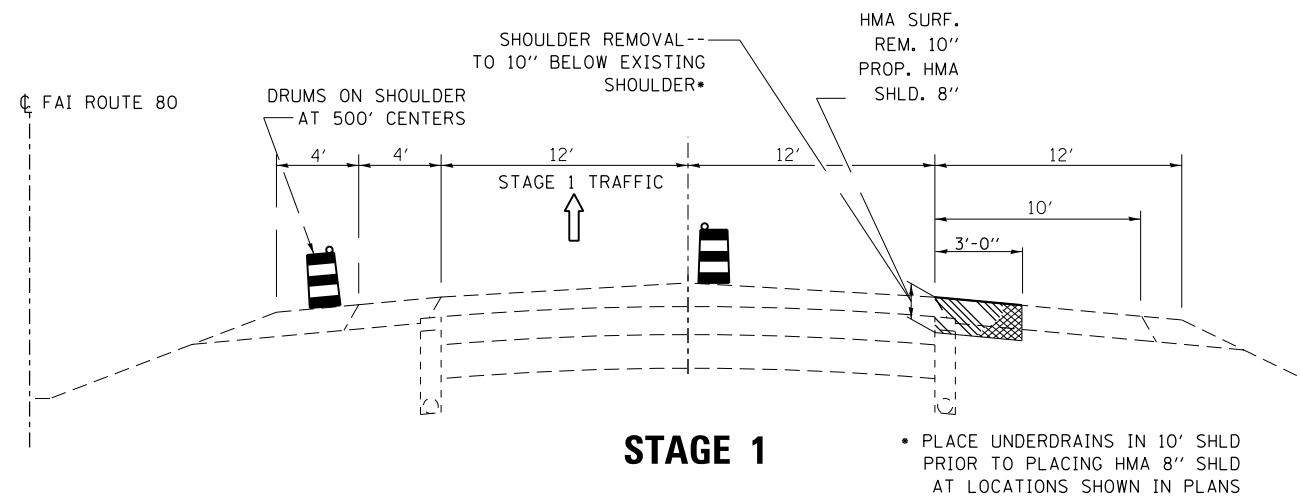 HMA SURF.
REM. 10"
PROP. HMA
SHLD. 8"
SHOULDER REMOVAL--
TO 10" BELOW EXISTING
SHOULDER*
℄ FAI ROUTE 80
DRUMS ON SHOULDER
AT 500' CENTERS
4'
4'
12'
12'
12'
STAGE 1 TRAFFIC
10'
3'-0"
STAGE 1
* PLACE UNDERDRAINS IN 10' SHLD
PRIOR TO PLACING HMA 8" SHLD
AT LOCATIONS SHOWN IN PLANS